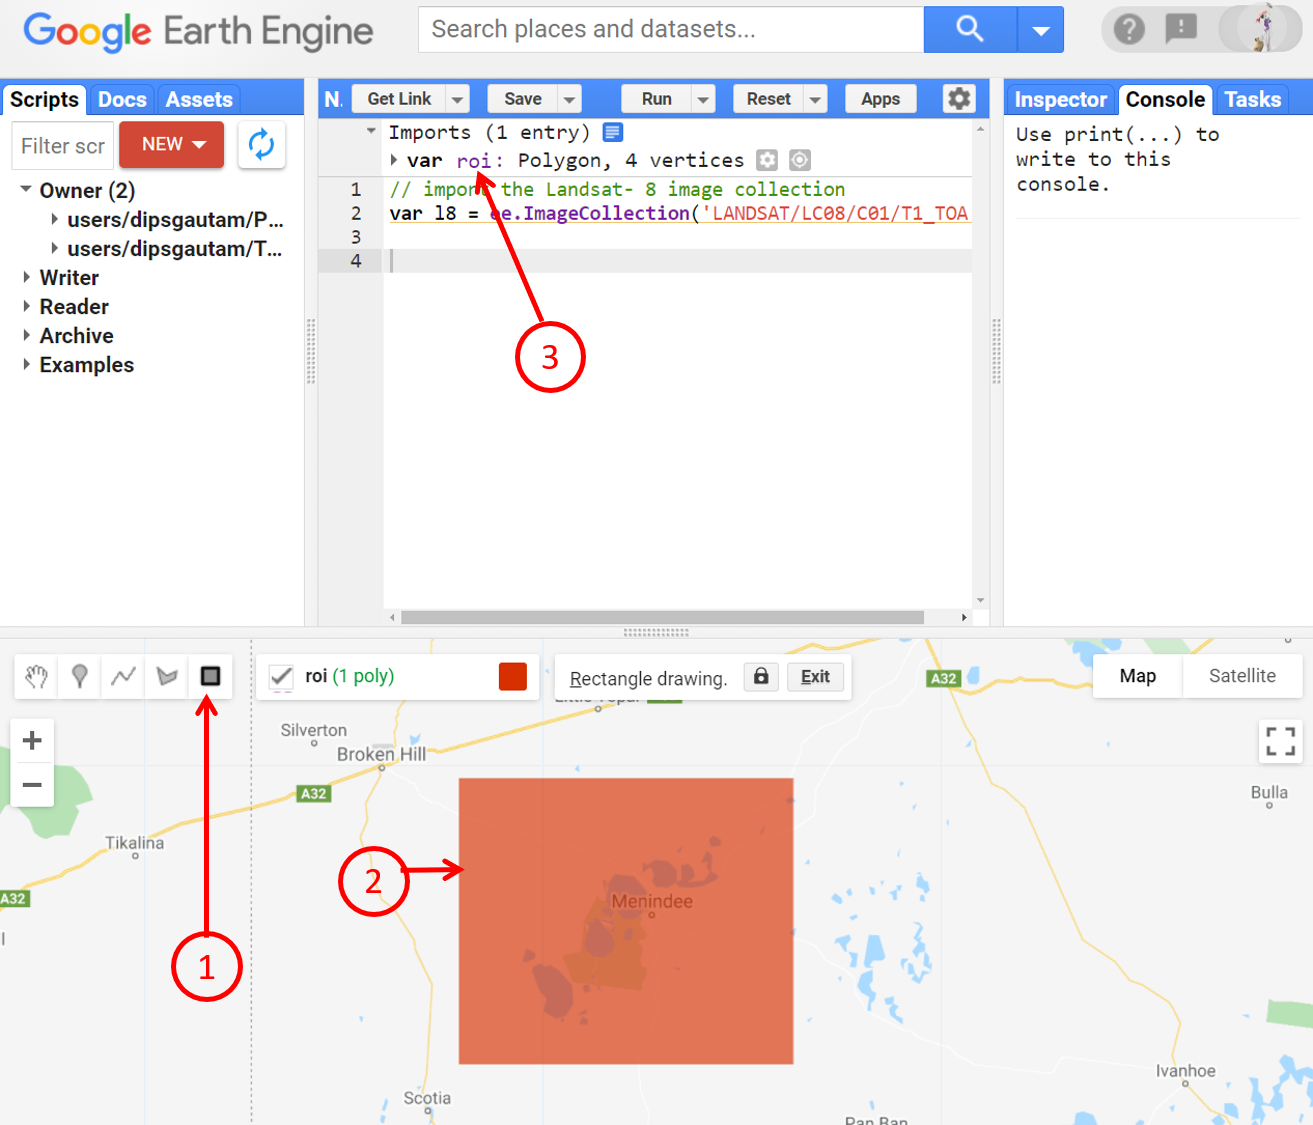 Google Earth Engine
Search places and datasets...
Scripts Docs Assets
N. Get Link Save Run Reset Apps
Inspector Console Tasks
Filter scr NEW
Owner (2)
users/dipsgautam/P...
users/dipsgautam/T...
Writer
Reader
Archive
Examples
Imports (1 entry)
var roi: Polygon, 4 vertices
1 // import the Landsat- 8 image collection
2 var l8 = ee.ImageCollection('LANDSAT/LC08/C01/T1_TOA
3
4
3
Use print(...) to
write to this
console.
roi (1 poly)
Rectangle drawing. Exit
A32
Map Satellite
Silverton
Broken Hill
A32
Bulla
Tikalina
2
A32
Menindee
1
Ivanhoe
Scotia
Pan Ban